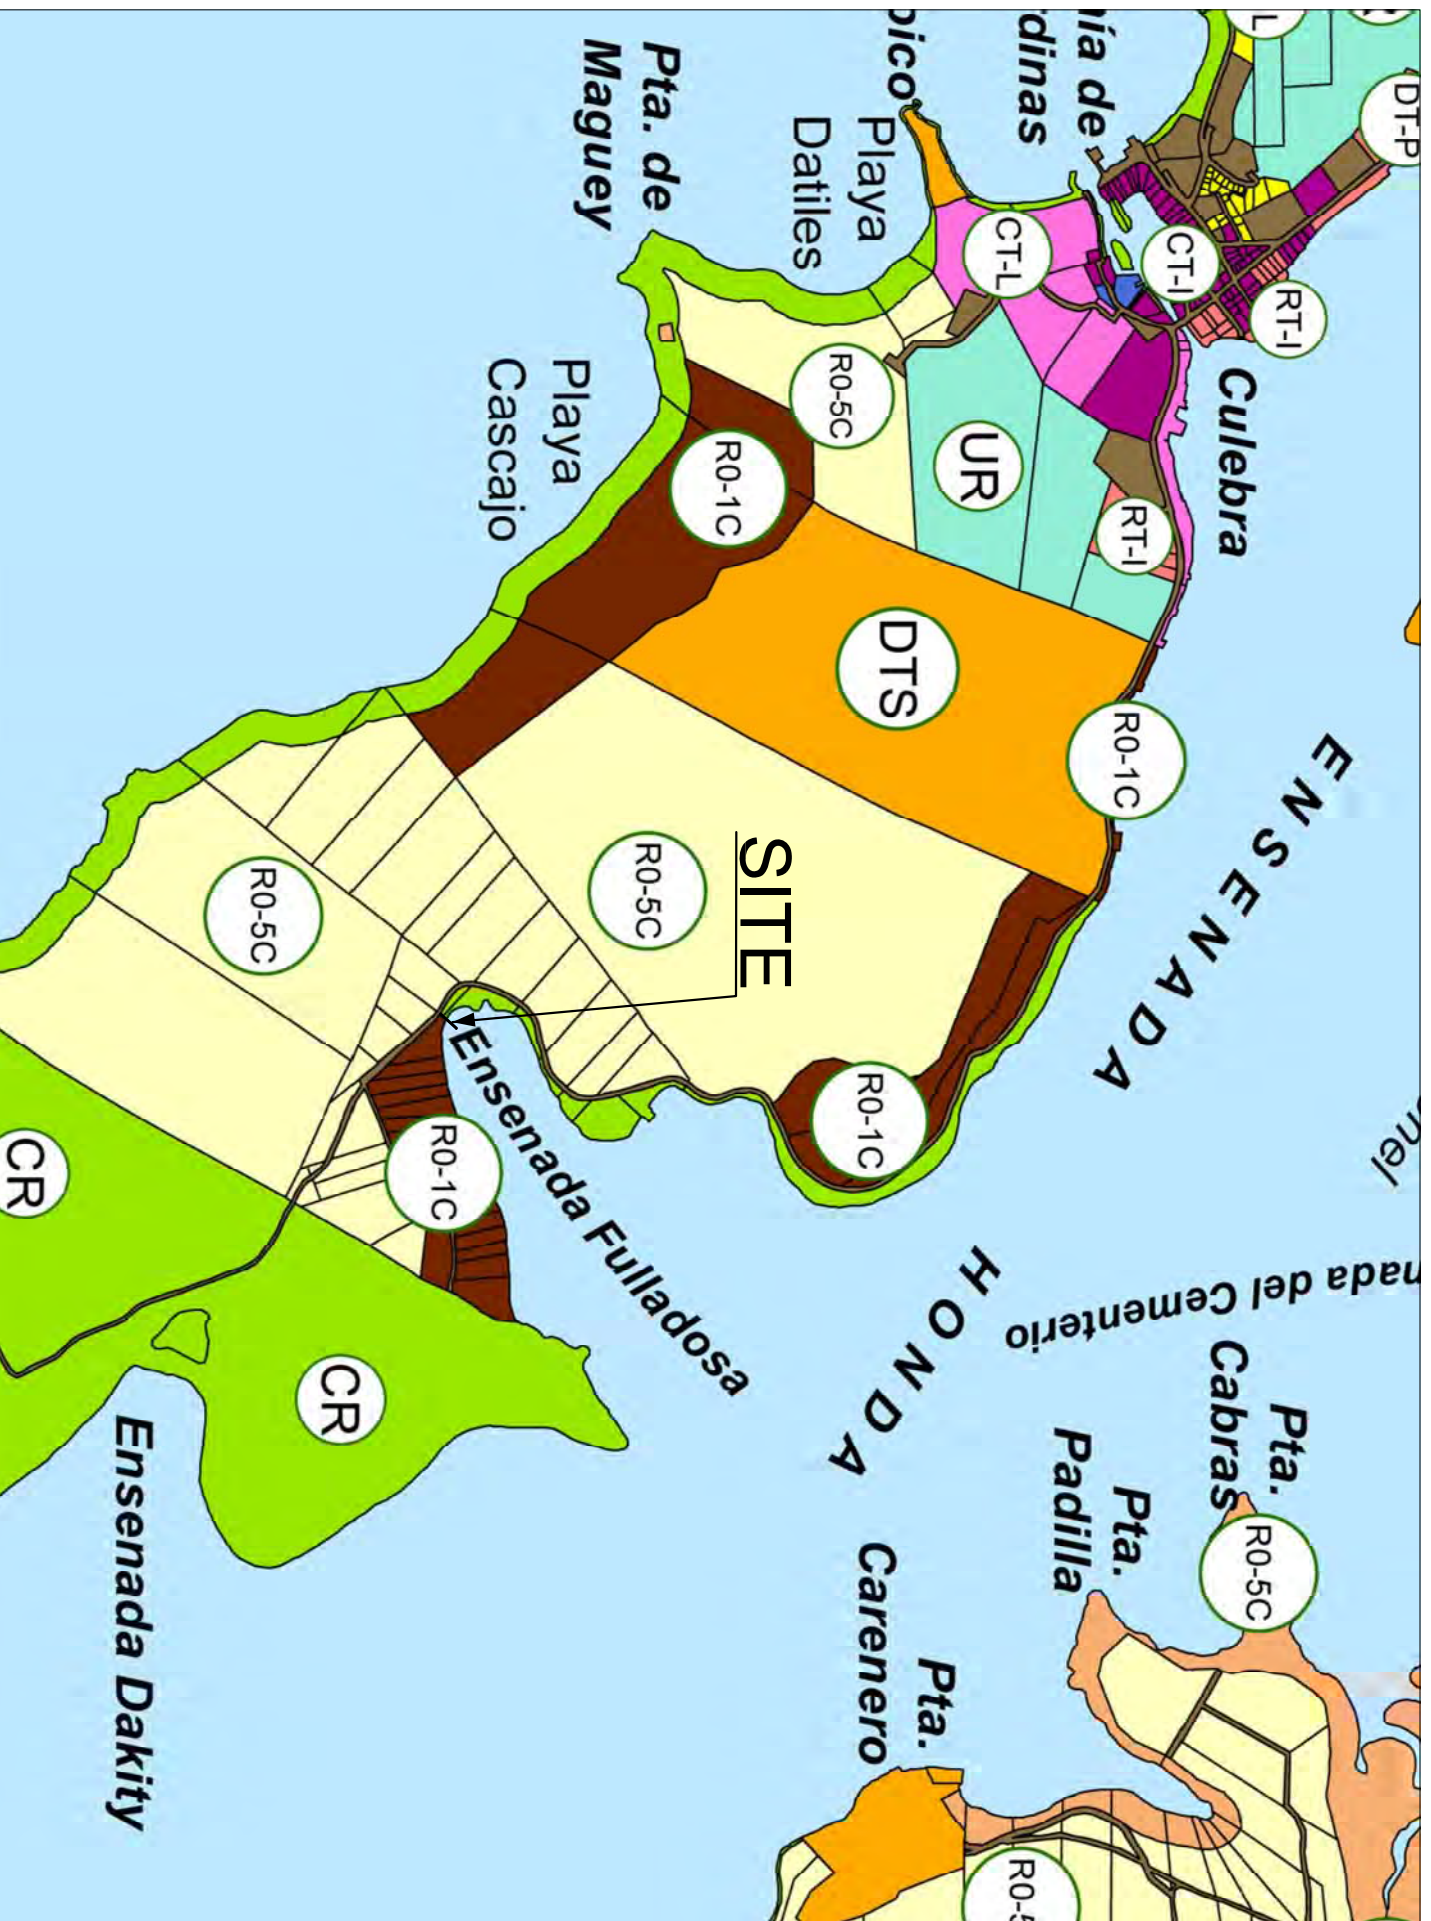 DT-P
CT-I
RT-I
Culebra
CT-L
Playa
Datiles
Pta. de
Maguey
R0-5C
UR
RT-I
Playa
Cascajo
R0-1C
DTS
R0-1C
ENSENADA
HONDA
SITE
R0-5C
R0-5C
R0-1C
Ensenada Fulladosa
R0-1C
CR
CR
Ensenada Dakity
del Cementerio
Pta.
Cabras
R0-5C
Pta.
Padilla
Pta.
Carenero